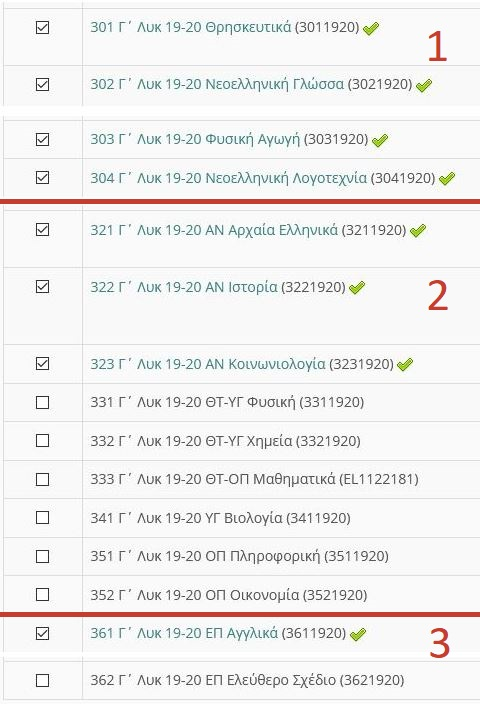 301 Γ΄ Λυκ 19-20 Θρησκευτικά (3011920)
1
302 Γ΄ Λυκ 19-20 Νεοελληνική Γλώσσα (3021920)
303 Γ΄ Λυκ 19-20 Φυσική Αγωγή (3031920)
304 Γ΄ Λυκ 19-20 Νεοελληνική Λογοτεχνία (3041920)
321 Γ΄ Λυκ 19-20 ΑΝ Αρχαία Ελληνικά (3211920)
322 Γ΄ Λυκ 19-20 ΑΝ Ιστορία (3221920)
2
323 Γ΄ Λυκ 19-20 ΑΝ Κοινωνιολογία (3231920)
331 Γ΄ Λυκ 19-20 ΘΤ-ΥΓ Φυσική (3311920)
332 Γ΄ Λυκ 19-20 ΘΤ-ΥΓ Χημεία (3321920)
333 Γ΄ Λυκ 19-20 ΘΤ-ΟΠ Μαθηματικά (EL1122181)
341 Γ΄ Λυκ 19-20 ΥΓ Βιολογία (3411920)
351 Γ΄ Λυκ 19-20 ΟΠ Πληροφορική (3511920)
352 Γ΄ Λυκ 19-20 ΟΠ Οικονομία (3521920)
361 Γ΄ Λυκ 19-20 ΕΠ Αγγλικά (3611920)
3
362 Γ΄ Λυκ 19-20 ΕΠ Ελεύθερο Σχέδιο (3621920)